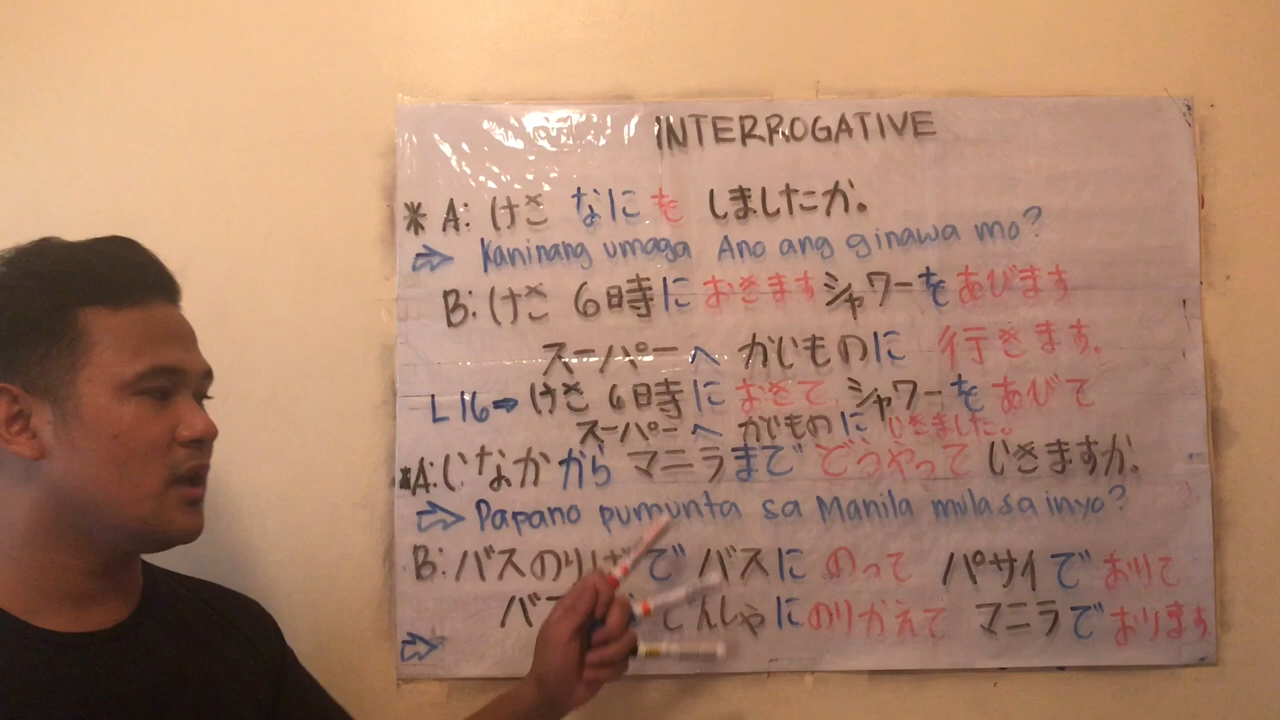 INTERROGATIVE
* A: けさ なにを しましたか。
⇒ Kaninang umaga Ano ang ginawa mo?
B: けさ 6時に おきます シャワーを あびます
スーパーへ かいものに 行きます。
L16⇒ けさ 6時に おきて シャワーを あびて
スーパーへ かいものに いきました。
*A: いなかから マニラまで どうやって いきますか。
⇒ Papano pumunta sa Manila mula sa inyo?
B: バスのりばで バスに のって パサイで おりて
でんしゃに のりかえて マニラで おります
⇒